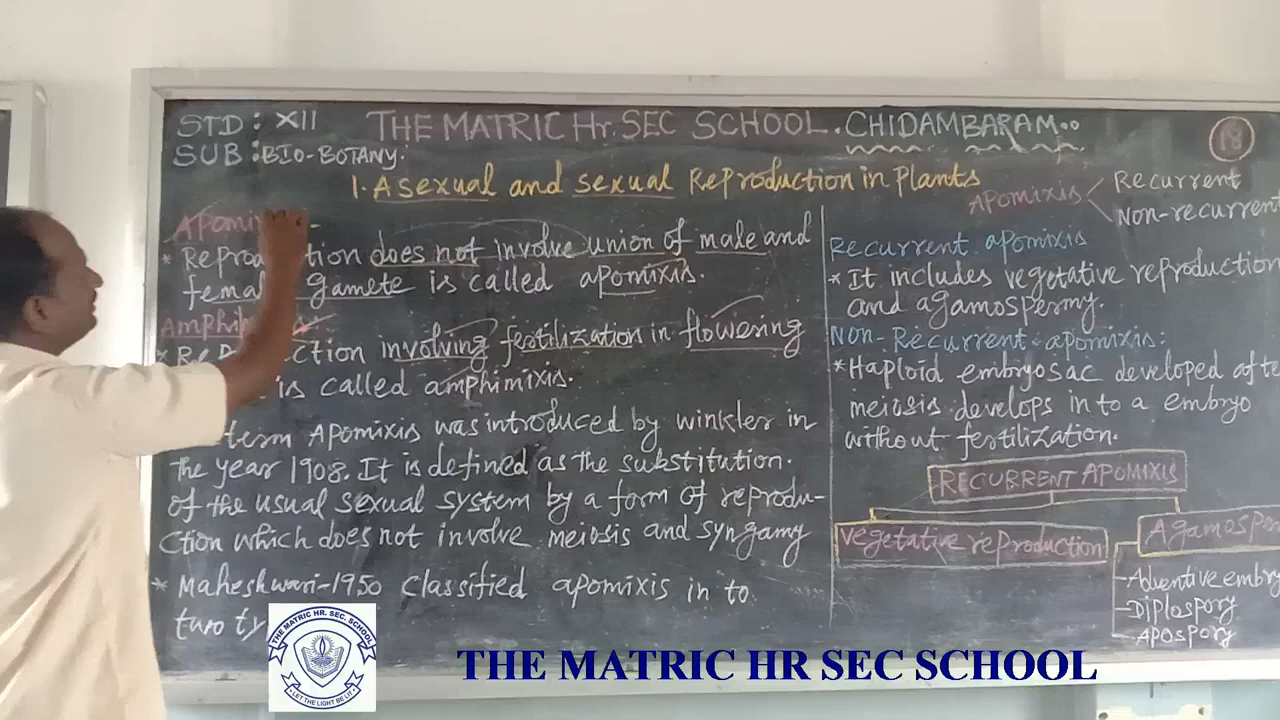 STD: XII
THE MATRIC Hr. SEC SCHOOL. CHIDAMBARAM..
18
SUB: BIO-BOTANY.
1. Asexual and sexual Reproduction in Plants
* does not involve union of male and
gamete is called apomixis.
involving fertilization in flowering
is called amphimixis.
term Apomixis was introduced by winkler in
the year 1908. It is defined as the substitution.
of the usual sexual system by a form of reprodu-
ction which does not involve meiosis and syngamy
* Maheshwari-1950 classified apomixis in to
two
Apomixis
Recurrent
Non-recurrent
Recurrent apomixis
* It includes vegetative reproduction
and agamospermy.
Non-Recurrent apomixis:
* Haploid embryosac developed afte
meiosis develops in to a embryo
without fertilization.
RECURRENT APOMIXIS
Vegetative reproduction
Agamospo
Adventive embry
Diplospory
Apospory
THE MATRIC HR. SEC. SCHOOL
LET THE LIGHT BE LIT
THE MATRIC HR SEC SCHOOL